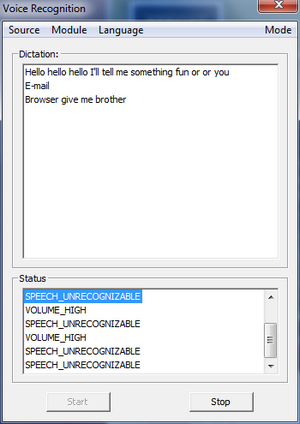 Voice Recognition
Source Module Language Mode
Dictation:
Hello hello hello I'll tell me something fun or or you
E-mail
Browser give me brother
Status
SPEECH_UNRECOGNIZABLE
VOLUME_HIGH
SPEECH_UNRECOGNIZABLE
VOLUME_HIGH
SPEECH_UNRECOGNIZABLE
SPEECH_UNRECOGNIZABLE
Start Stop